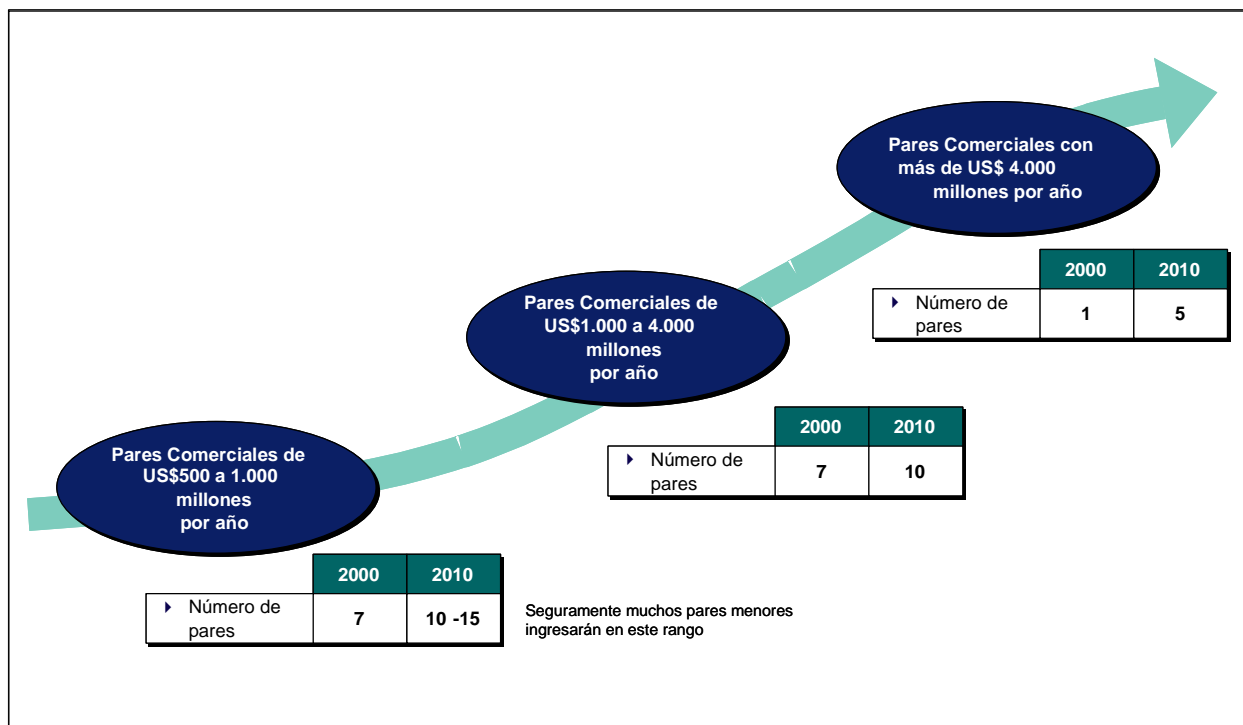 Pares Comerciales con
más de US$ 4.000
millones por año
2000 2010
Número de
pares
1 5
Pares Comerciales de
US$1.000 a 4.000
millones
por año
2000 2010
Número de
pares
7 10
Pares Comerciales de
US$500 a 1.000
millones
por año
2000 2010
Número de
pares
7 10 -15
Seguramente muchos pares menores
ingresarán en este rango